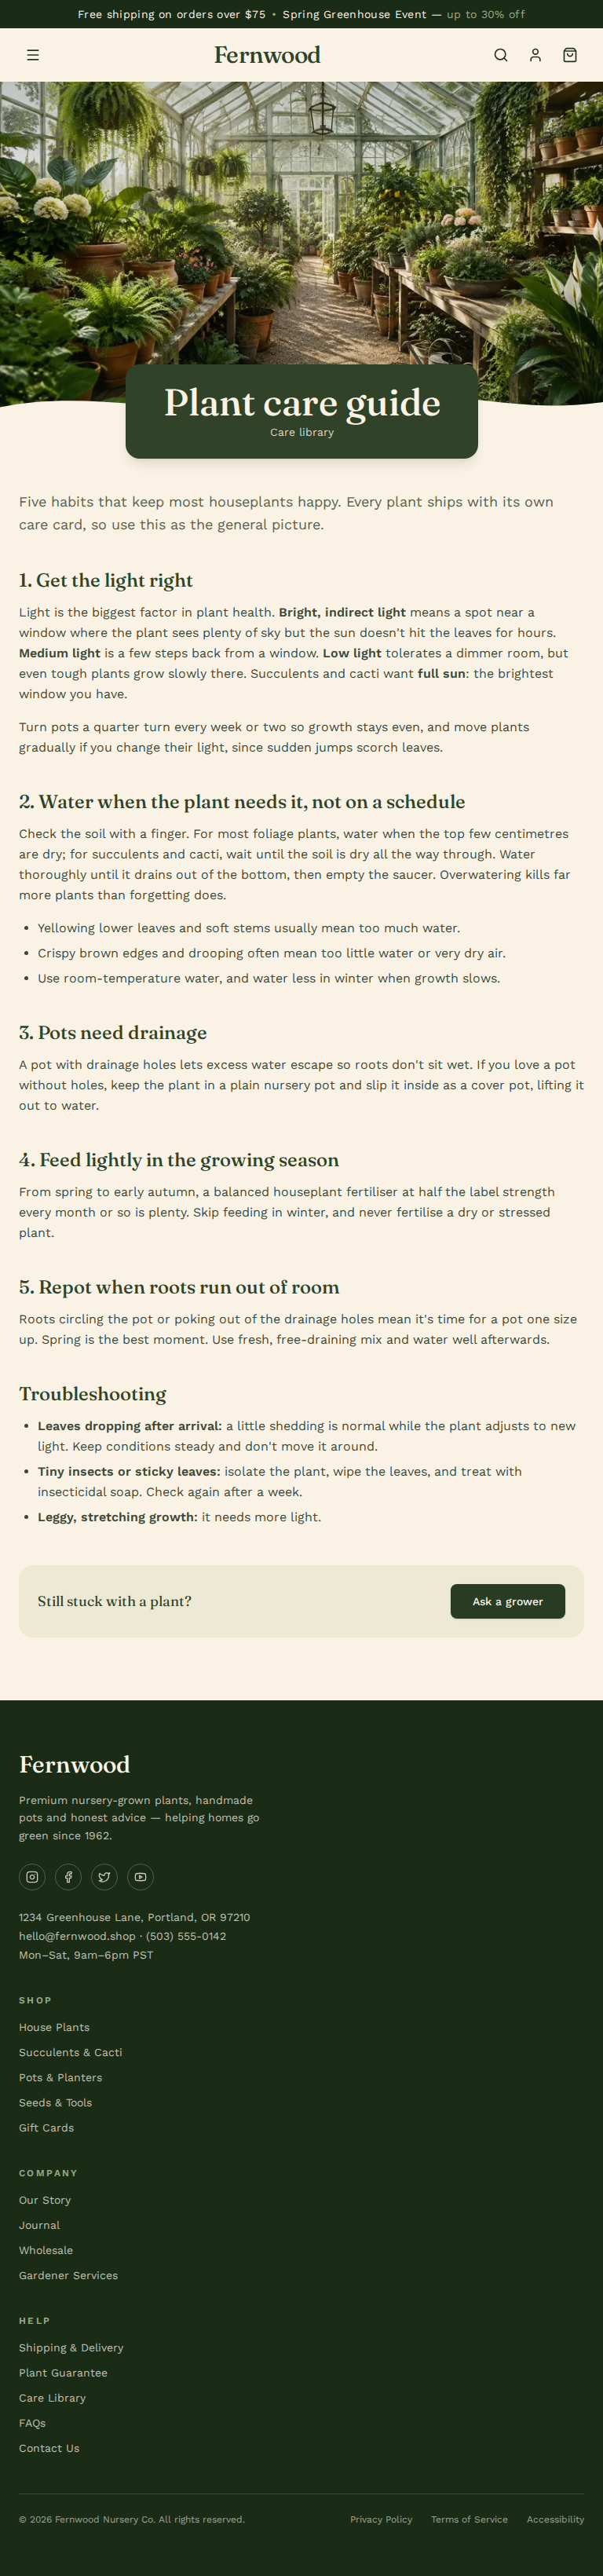 Free shipping on orders over $75 • Spring Greenhouse Event — up to 30% off
Fernwood
Plant care guide
Care library
Five habits that keep most houseplants happy. Every plant ships with its own
care card, so use this as the general picture.
1. Get the light right
Light is the biggest factor in plant health. Bright, indirect light means a spot near a
window where the plant sees plenty of sky but the sun doesn't hit the leaves for hours.
Medium light is a few steps back from a window. Low light tolerates a dimmer room, but
even tough plants grow slowly there. Succulents and cacti want full sun: the brightest
window you have.
Turn pots a quarter turn every week or two so growth stays even, and move plants
gradually if you change their light, since sudden jumps scorch leaves.
2. Water when the plant needs it, not on a schedule
Check the soil with a finger. For most foliage plants, water when the top few centimetres
are dry; for succulents and cacti, wait until the soil is dry all the way through. Water
thoroughly until it drains out of the bottom, then empty the saucer. Overwatering kills far
more plants than forgetting does.
• Yellowing lower leaves and soft stems usually mean too much water.
• Crispy brown edges and drooping often mean too little water or very dry air.
• Use room-temperature water, and water less in winter when growth slows.
3. Pots need drainage
A pot with drainage holes lets excess water escape so roots don't sit wet. If you love a pot
without holes, keep the plant in a plain nursery pot and slip it inside as a cover pot, lifting it
out to water.
4. Feed lightly in the growing season
From spring to early autumn, a balanced houseplant fertiliser at half the label strength
every month or so is plenty. Skip feeding in winter, and never fertilise a dry or stressed
plant.
5. Repot when roots run out of room
Roots circling the pot or poking out of the drainage holes mean it's time for a pot one size
up. Spring is the best moment. Use fresh, free-draining mix and water well afterwards.
Troubleshooting
• Leaves dropping after arrival: a little shedding is normal while the plant adjusts to new
light. Keep conditions steady and don't move it around.
• Tiny insects or sticky leaves: isolate the plant, wipe the leaves, and treat with
insecticidal soap. Check again after a week.
• Leggy, stretching growth: it needs more light.
Still stuck with a plant?
Ask a grower
Fernwood
Premium nursery-grown plants, handmade
pots and honest advice — helping homes go
green since 1962.
1234 Greenhouse Lane, Portland, OR 97210
hello@fernwood.shop · (503) 555-0142
Mon–Sat, 9am–6pm PST
SHOP
House Plants
Succulents & Cacti
Pots & Planters
Seeds & Tools
Gift Cards
COMPANY
Our Story
Journal
Wholesale
Gardener Services
HELP
Shipping & Delivery
Plant Guarantee
Care Library
FAQs
Contact Us
© 2026 Fernwood Nursery Co. All rights reserved.
Privacy Policy
Terms of Service
Accessibility